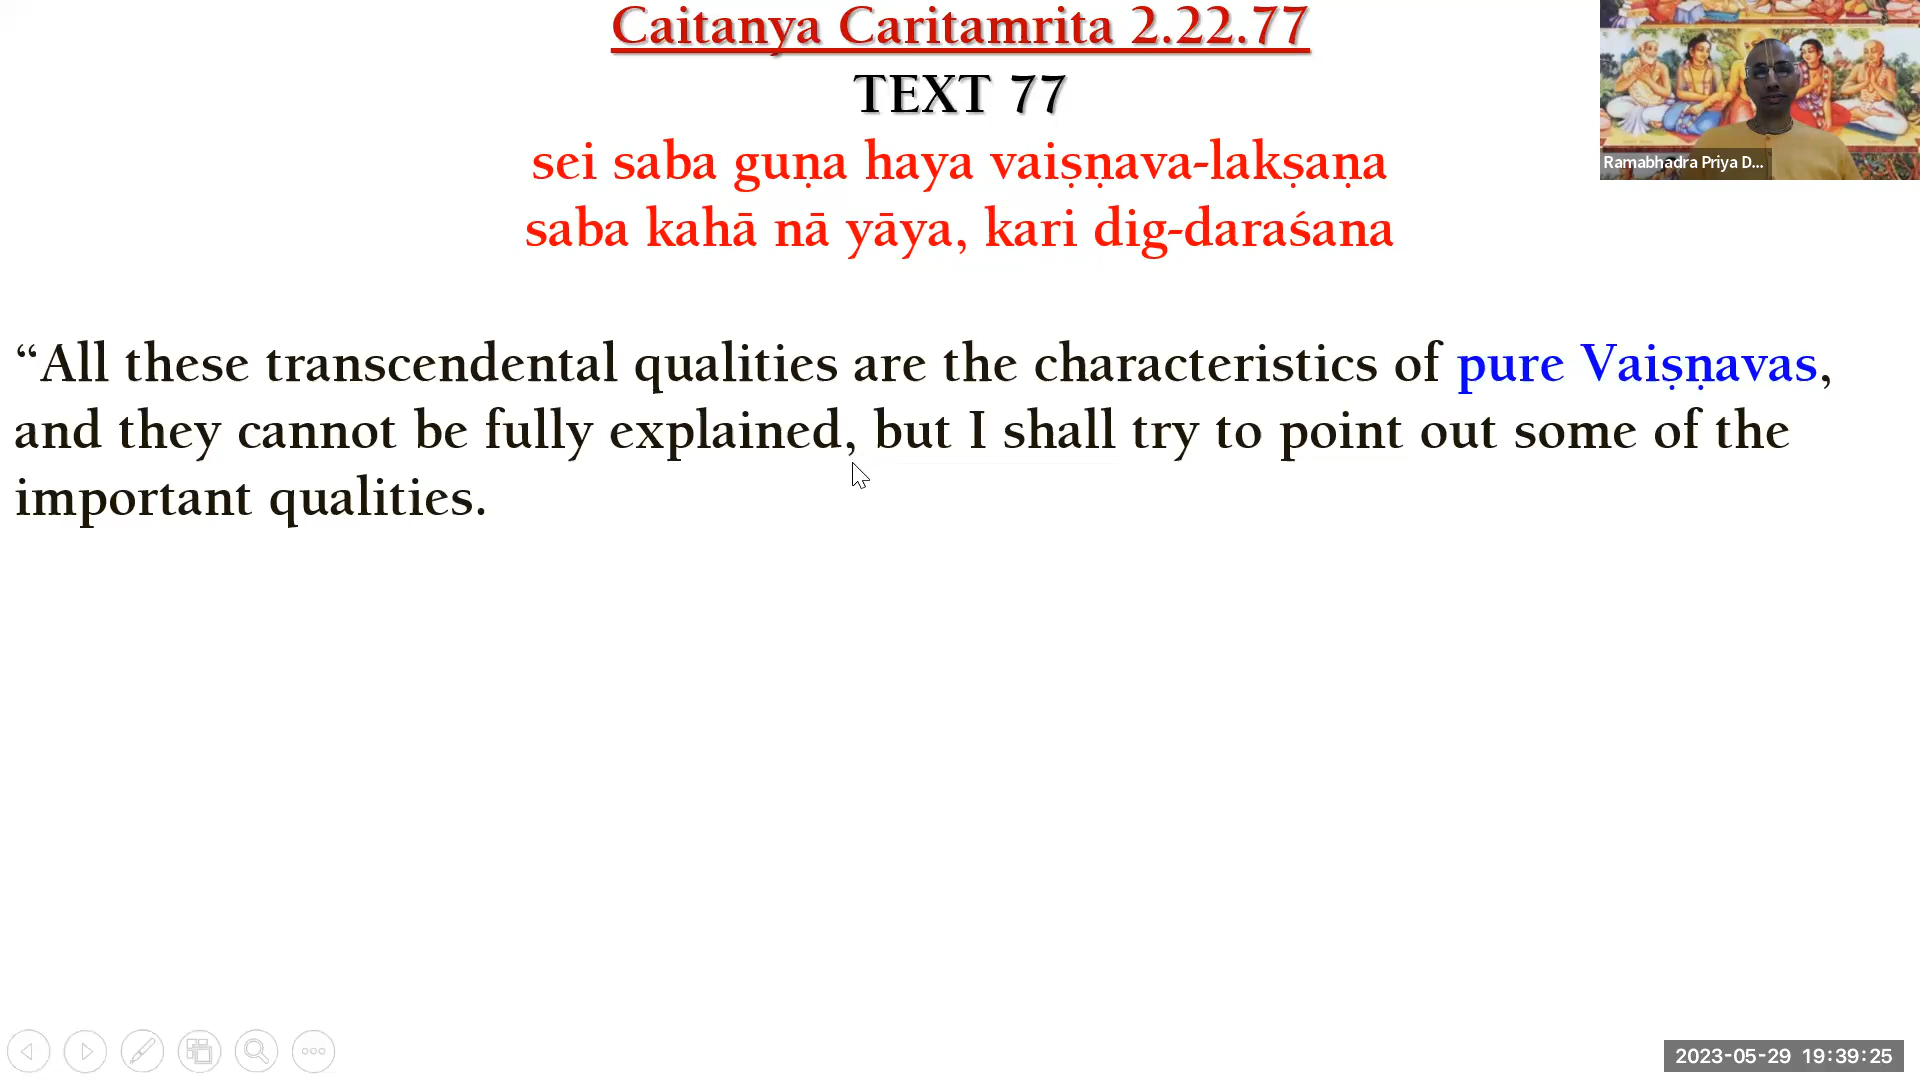 Caitanya Caritamrita 2.22.77
TEXT 77
sei saba guṇa haya vaiṣṇava-lakṣaṇa
saba kahā nā yāya, kari dig-daraśana
“All these transcendental qualities are the characteristics of pure Vaiṣṇavas,
and they cannot be fully explained, but I shall try to point out some of the
important qualities.
Ramabhadra Priya D...
2023-05-29 19:39:25